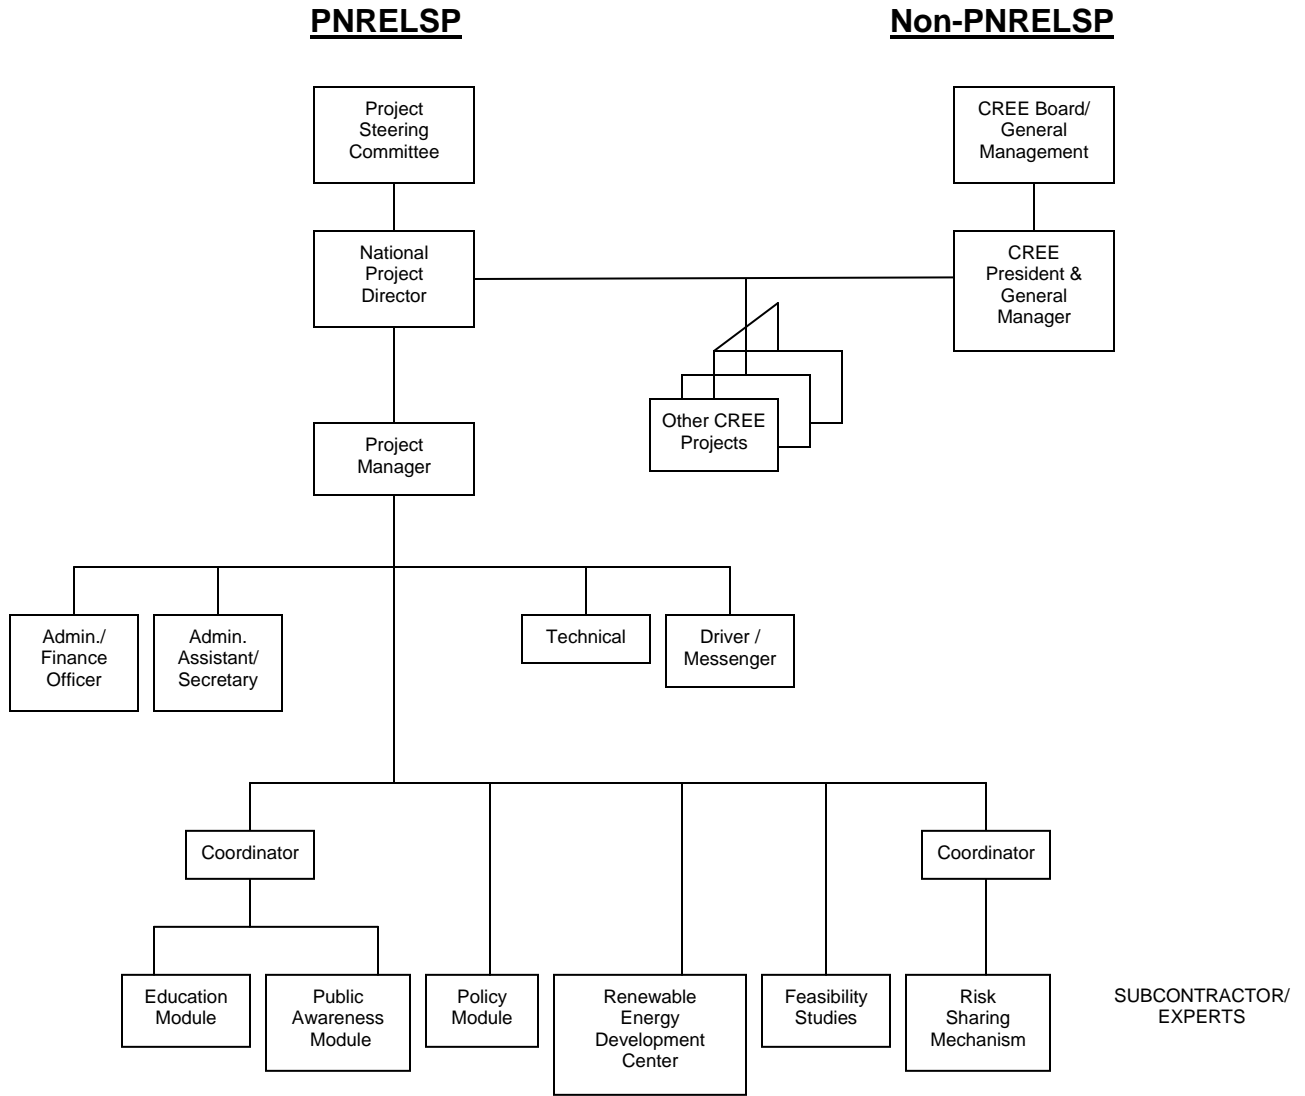 PNRELSP
Non-PNRELSP
Project
Steering
Committee
CREE Board/
General
Management
National
Project
Director
CREE
President &
General
Manager
Other CREE
Projects
Project
Manager
Admin./
Finance
Officer
Admin.
Assistant/
Secretary
Technical
Driver /
Messenger
Coordinator
Coordinator
Education
Module
Public
Awareness
Module
Policy
Module
Renewable
Energy
Development
Center
Feasibility
Studies
Risk
Sharing
Mechanism
SUBCONTRACTOR/
EXPERTS